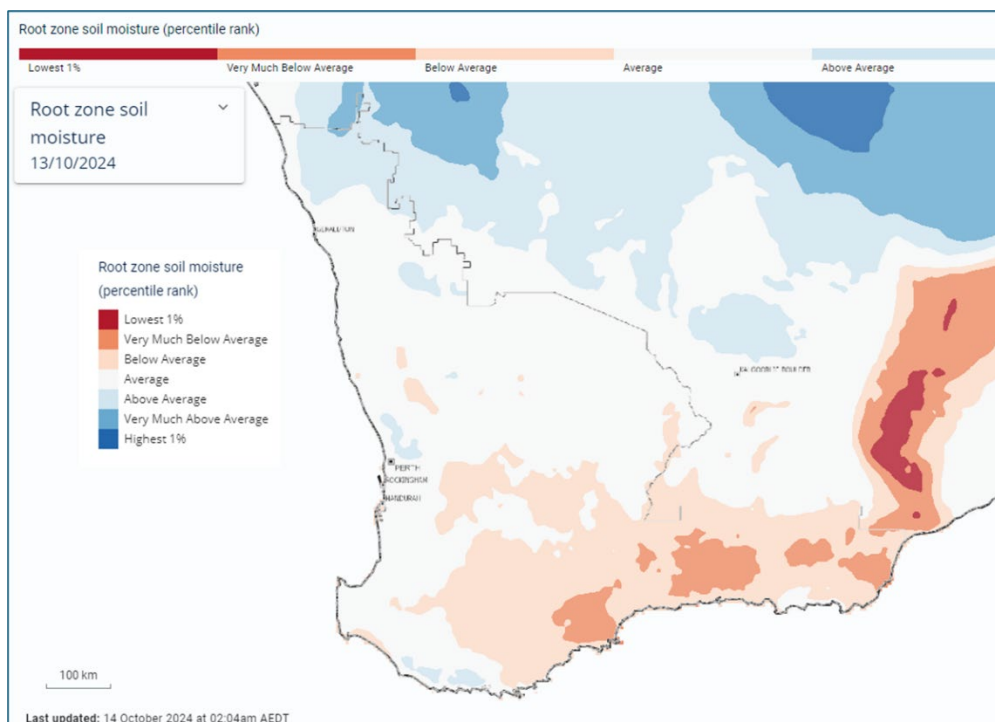 Root zone soil moisture (percentile rank)
Lowest 1% Very Much Below Average Below Average Average Above Average
Root zone soil
moisture
13/10/2024
GERALDTON
Root zone soil moisture
(percentile rank)
Lowest 1%
Very Much Below Average
Below Average
Average
Above Average
Very Much Above Average
Highest 1%
PERTH
ROCKINGHAM
MANDURAH
100 km
Last updated: 14 October 2024 at 02:04am AEDT